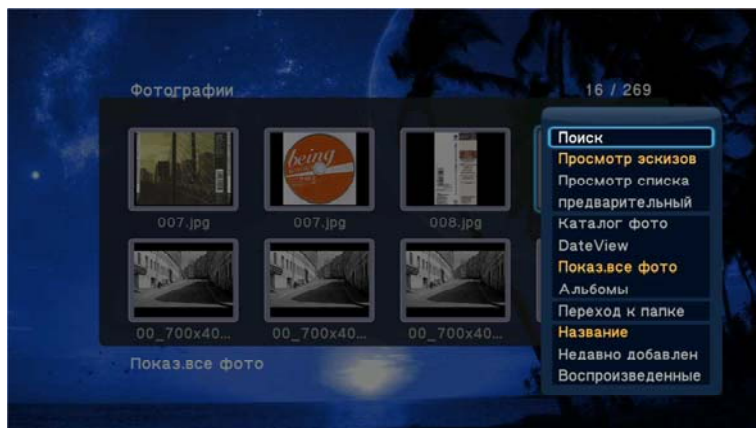 Фотографии
16 / 269
007.jpg
007.jpg
008.jpg
00_700x40...
00_700x40...
00_700x40...
Показ.все фото
Поиск
Просмотр эскизов
Просмотр списка
предварительный
Каталог фото
DateView
Показ.все фото
Альбомы
Переход к папке
Название
Недавно добавлен
Воспроизведенные
being